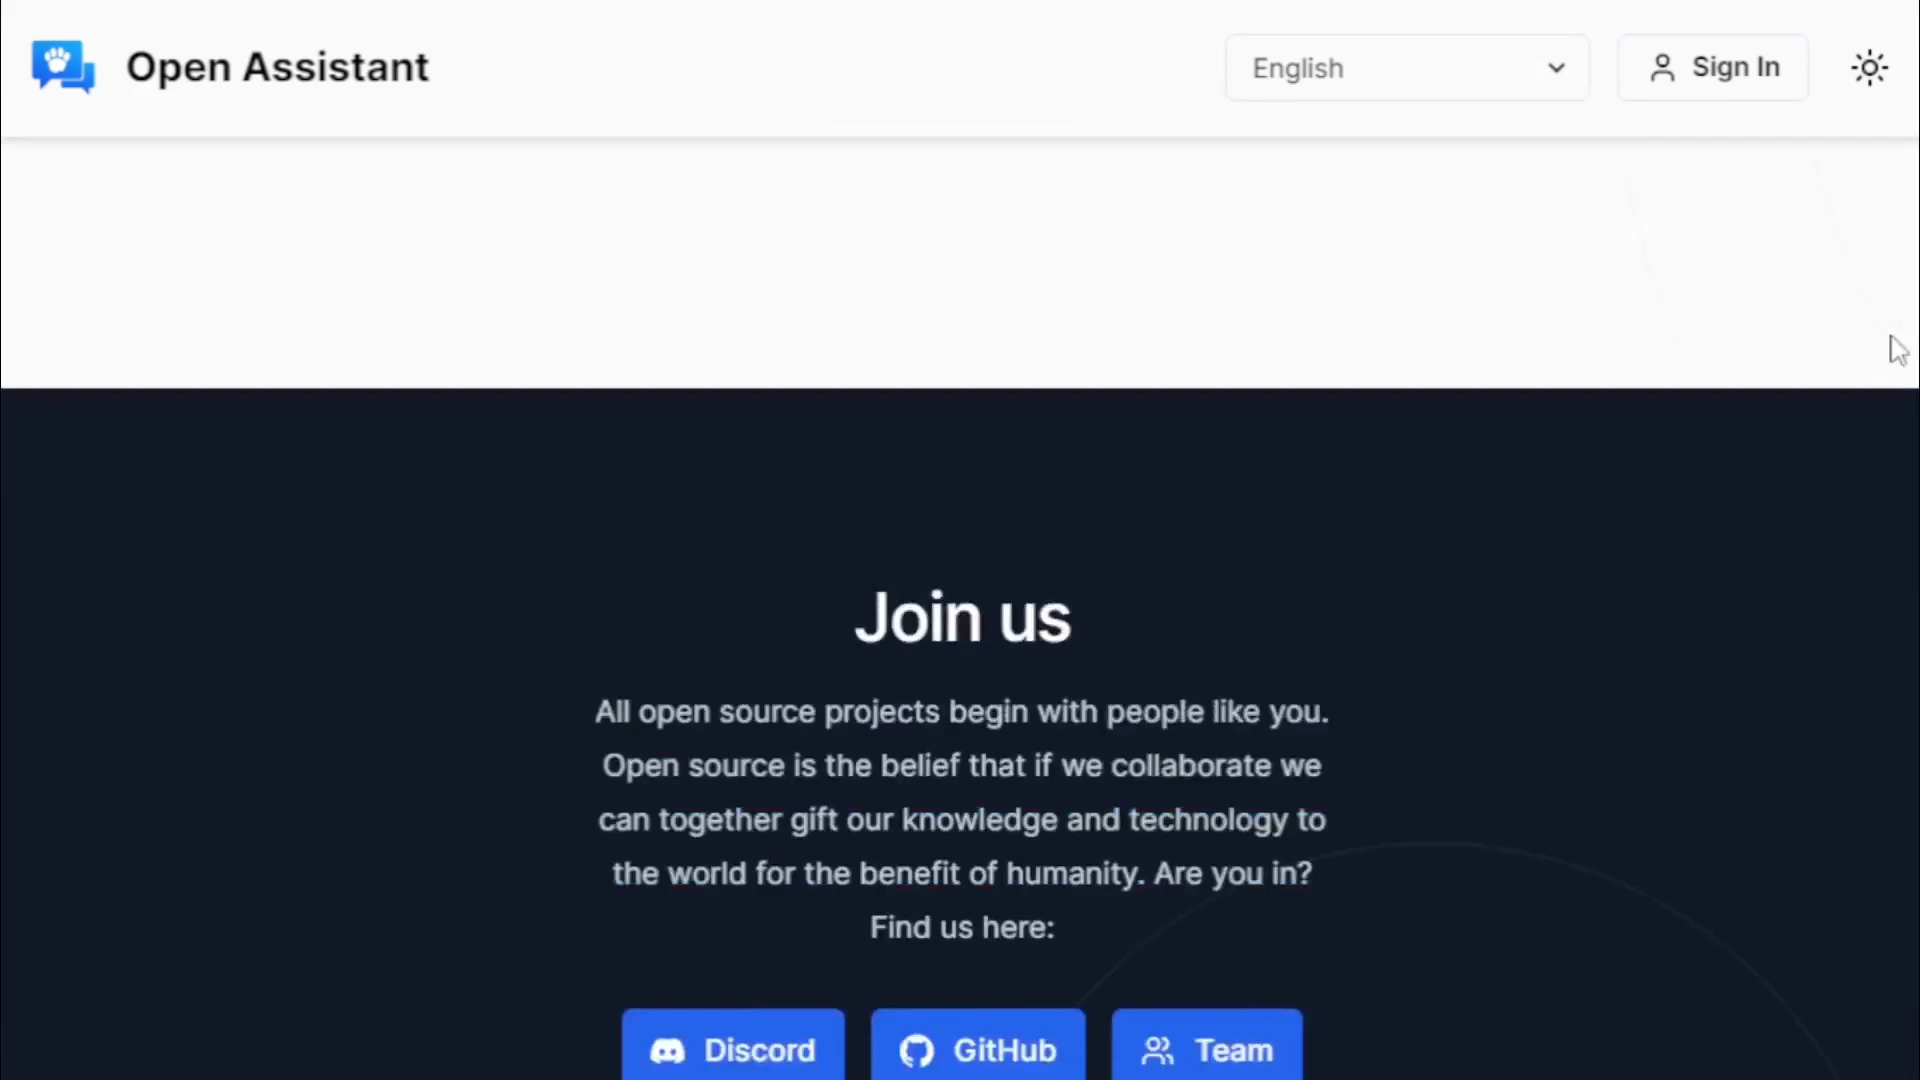 Open Assistant
English
Sign In
Join us
All open source projects begin with people like you.
Open source is the belief that if we collaborate we
can together gift our knowledge and technology to
the world for the benefit of humanity. Are you in?
Find us here:
Discord
GitHub
Team